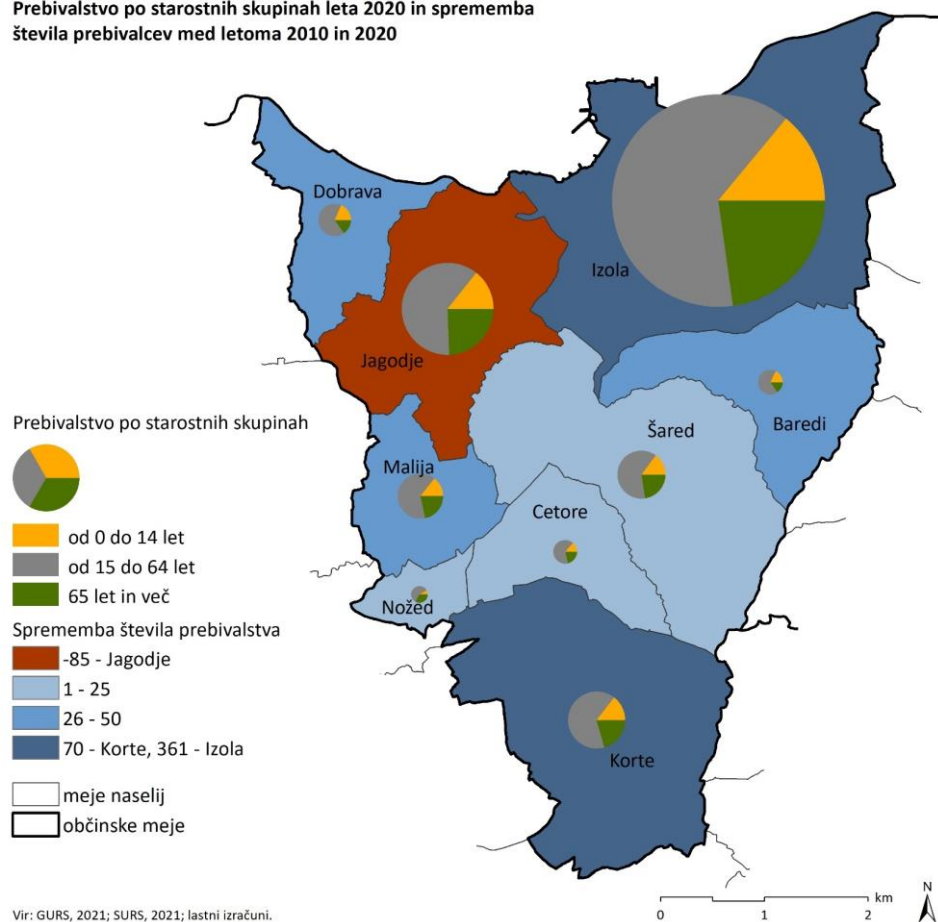 Prebivalstvo po starostnih skupinah leta 2020 in sprememba
števila prebivalcev med letoma 2010 in 2020
Dobrava
Izola
Jagodje
Baredi
Šared
Malija
Cetore
Nožed
Korte
Prebivalstvo po starostnih skupinah
od 0 do 14 let
od 15 do 64 let
65 let in več
Sprememba števila prebivalstva
-85 - Jagodje
1 - 25
26 - 50
70 - Korte, 361 - Izola
meje naselij
občinske meje
Vir: GURS, 2021; SURS, 2021; lastni izračuni.
km
0 1 2
N